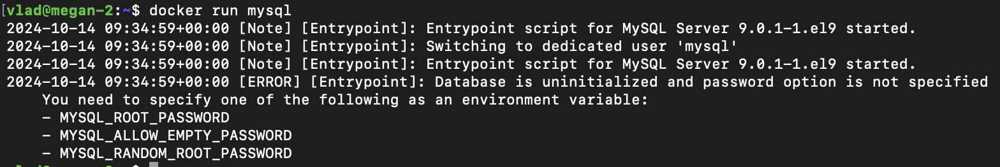 [vlad@megan-2:~$ docker run mysql
2024-10-14 09:34:59+00:00 [Note] [Entrypoint]: Entrypoint script for MySQL Server 9.0.1-1.el9 started.
2024-10-14 09:34:59+00:00 [Note] [Entrypoint]: Switching to dedicated user 'mysql'
2024-10-14 09:34:59+00:00 [Note] [Entrypoint]: Entrypoint script for MySQL Server 9.0.1-1.el9 started.
2024-10-14 09:34:59+00:00 [ERROR] [Entrypoint]: Database is uninitialized and password option is not specified
You need to specify one of the following as an environment variable:
- MYSQL_ROOT_PASSWORD
- MYSQL_ALLOW_EMPTY_PASSWORD
- MYSQL_RANDOM_ROOT_PASSWORD
vlad@megan-2:~$